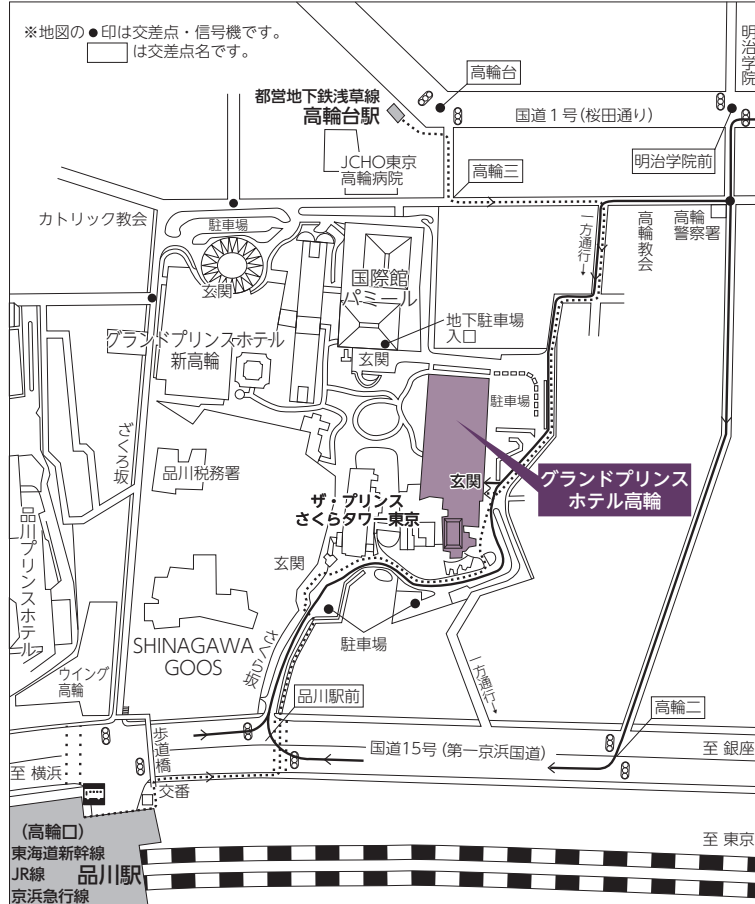 ※地図の●印は交差点・信号機です。
は交差点名です。
明治学院
高輪台
都営地下鉄浅草線
高輪台駅
国道1号(桜田通り)
JCHO東京
高輪病院
明治学院前
高輪三
カトリック教会
駐車場
一方通行→
高輪教会
高輪
警察署
玄関
国際館
パミール
グランドプリンスホテル
新高輪
地下駐車場
入口
玄関
駐車場
ざくろ坂
品川税務署
玄関
グランドプリンス
ホテル高輪
ザ・プリンス
さくらタワー東京
品川プリンスホテル
玄関
SHINAGAWA
GOOS
さくら坂
駐車場
ウイング
高輪
一方通行→
品川駅前
高輪二
歩道橋
国道15号(第一京浜国道)
至 銀座
至 横浜
交番
(高輪口)
東海道新幹線
JR線
京浜急行線
品川駅
至 東京